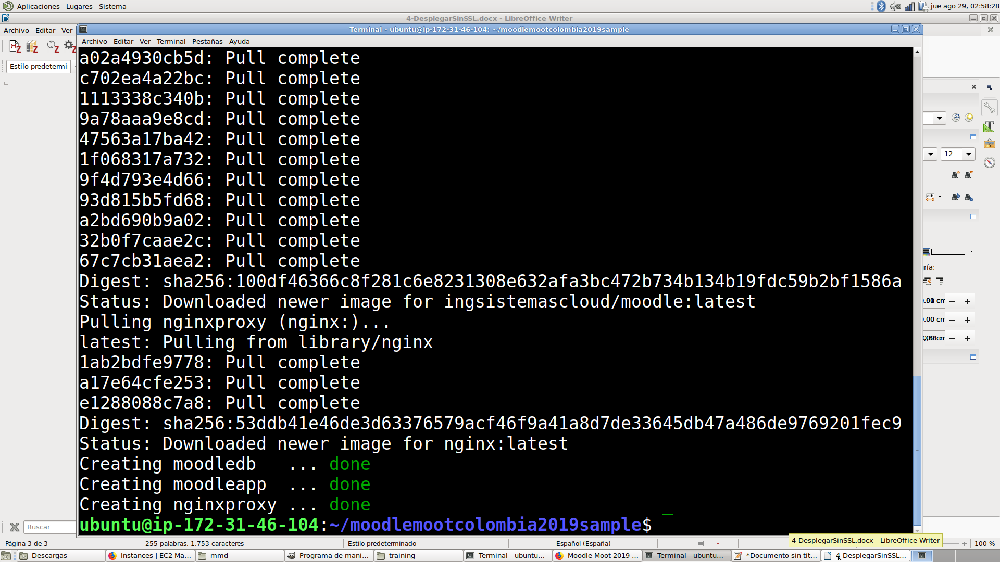 Aplicaciones Lugares Sistema jue ago 29, 02:58:28
4-DesplegarSinSSL.docx - LibreOffice Writer
Archivo Editar Ver
Terminal - ubuntu@ip-172-31-46-104: ~/moodlemootcolombia2019sample
Archivo Editar Ver Terminal Pestañas Ayuda
Estilo predetermi
a02a4930cb5d: Pull complete
c702ea4a22bc: Pull complete
1113338c340b: Pull complete
9a78aaa9e8cd: Pull complete
47563a17ba42: Pull complete
1f068317a732: Pull complete
9f4d793e4d66: Pull complete
93d815b5fd68: Pull complete
a2bd690b9a02: Pull complete
32b0f7caae2c: Pull complete
67c7cb31aea2: Pull complete
Digest: sha256:100df46366c8f281c6e8231308e632afa3bc472b734b134b19fdc59b2bf1586a
Status: Downloaded newer image for ingsistemascloud/moodle:latest
Pulling nginxproxy (nginx:)...
latest: Pulling from library/nginx
1ab2bdfe9778: Pull complete
a17e64cfe253: Pull complete
e1288088c7a8: Pull complete
Digest: sha256:53ddb41e46de3d63376579acf46f9a41a8d7de33645db47a486de9769201fec9
Status: Downloaded newer image for nginx:latest
Creating moodledb ... done
Creating moodleapp ... done
Creating nginxproxy ... done
ubuntu@ip-172-31-46-104:~/moodlemootcolombia2019sample$
12
ría:
,00 cm
Buscar
4-DesplegarSinSSL.docx - LibreOffice Writer
Página 3 de 3 255 palabras, 1.753 caracteres Estilo predeterminado Español (España) 100 %
Descargas Instances | EC2 Ma... mmd Programa de mani... training Terminal - ubuntu... Moodle Moot 2019 ... Terminal - ubuntu... *Documento sin tít... 4-DesplegarSinSSL...